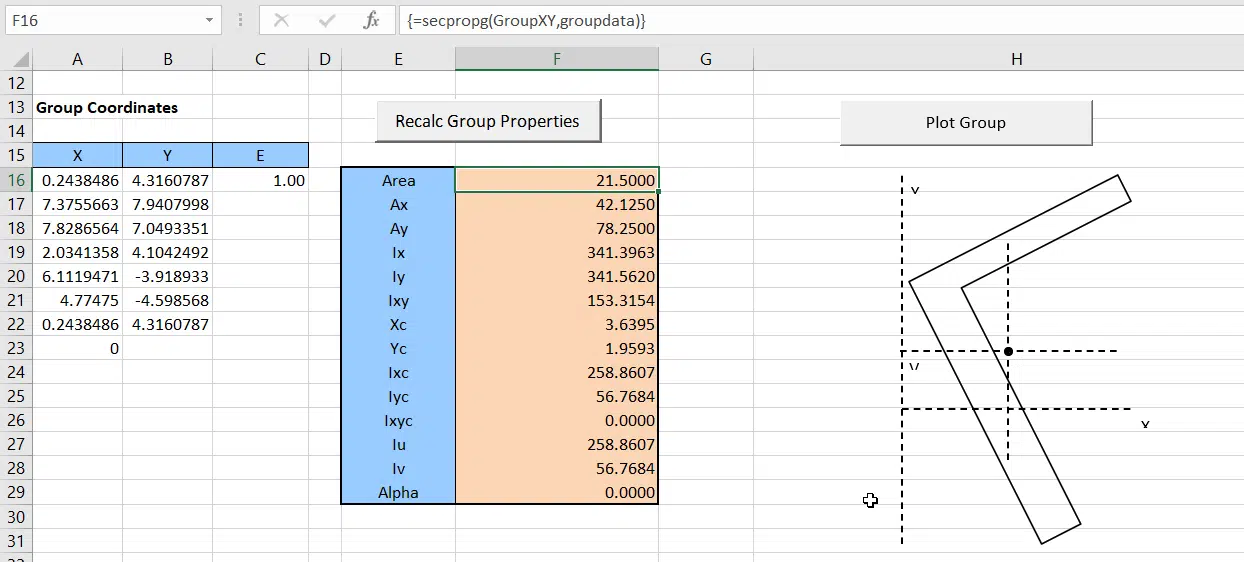 F16 {=secpropg(GroupXY,groupdata)}
A B C D E F G H
12
13 Group Coordinates Recalc Group Properties Plot Group
14
15 X Y E
16 0.2438486 4.3160787 1.00 Area 21.5000
17 7.3755663 7.9407998 Ax 42.1250
18 7.8286564 7.0493351 Ay 78.2500
19 2.0341358 4.1042492 Ix 341.3963
20 6.1119471 -3.918933 Iy 341.5620
21 4.77475 -4.598568 Ixy 153.3154
22 0.2438486 4.3160787 Xc 3.6395
23 0 Yc 1.9593
24 Ixc 258.8607
25 Iyc 56.7684
26 Ixyc 0.0000
27 Iu 258.8607
28 Iv 56.7684
29 Alpha 0.0000
30
31